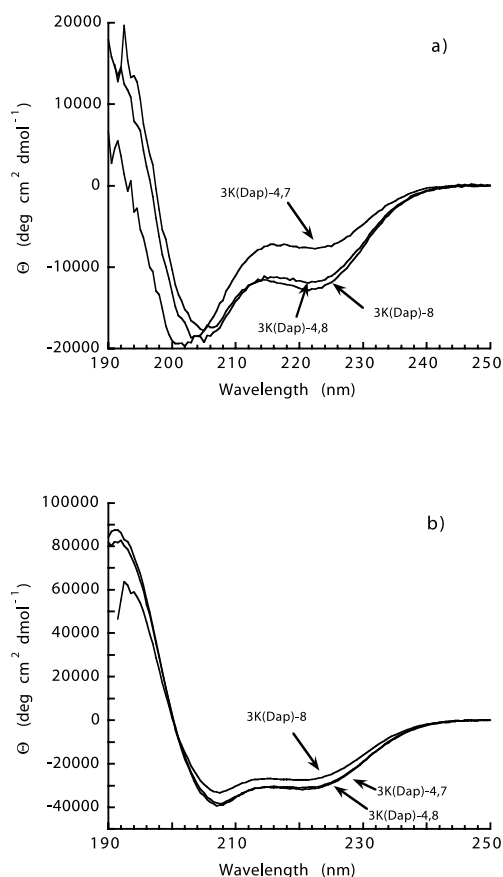 20000
a)
10000
3K(Dap)-4,7
0
-10000
3K(Dap)-8
3K(Dap)-4,8
-20000
190 200 210 220 230 240 250
Wavelength (nm)
Θ (deg cm² dmol⁻¹)
100000
b)
80000
60000
40000
20000
3K(Dap)-8
0
-20000
3K(Dap)-4,7
-40000
3K(Dap)-4,8
190 200 210 220 230 240 250
Wavelength (nm)
Θ (deg cm² dmol⁻¹)